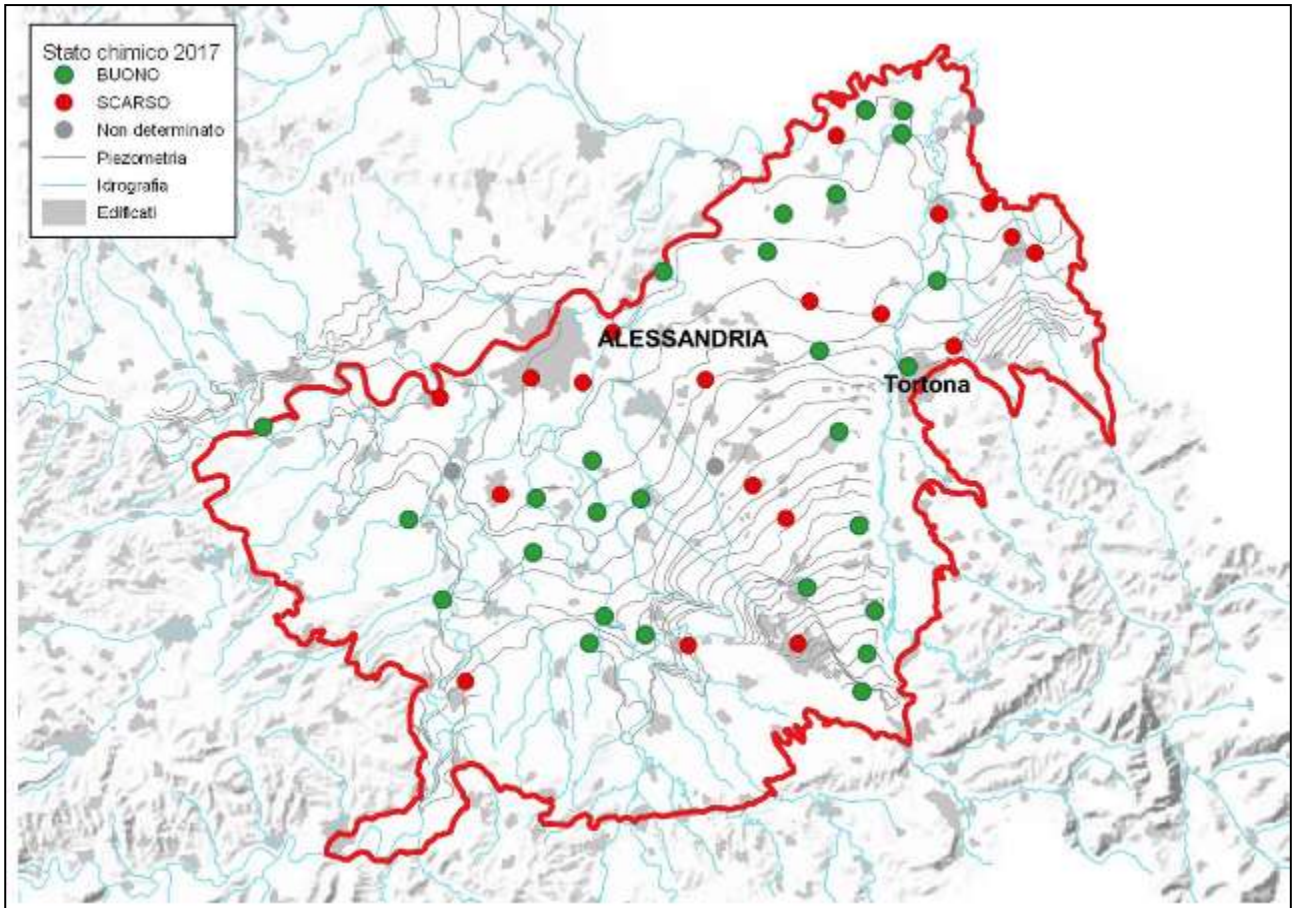 Stato chimico 2017
BUONO
SCARSO
Non determinato
Piezometria
Idrografia
Edificati
ALESSANDRIA
Tortona